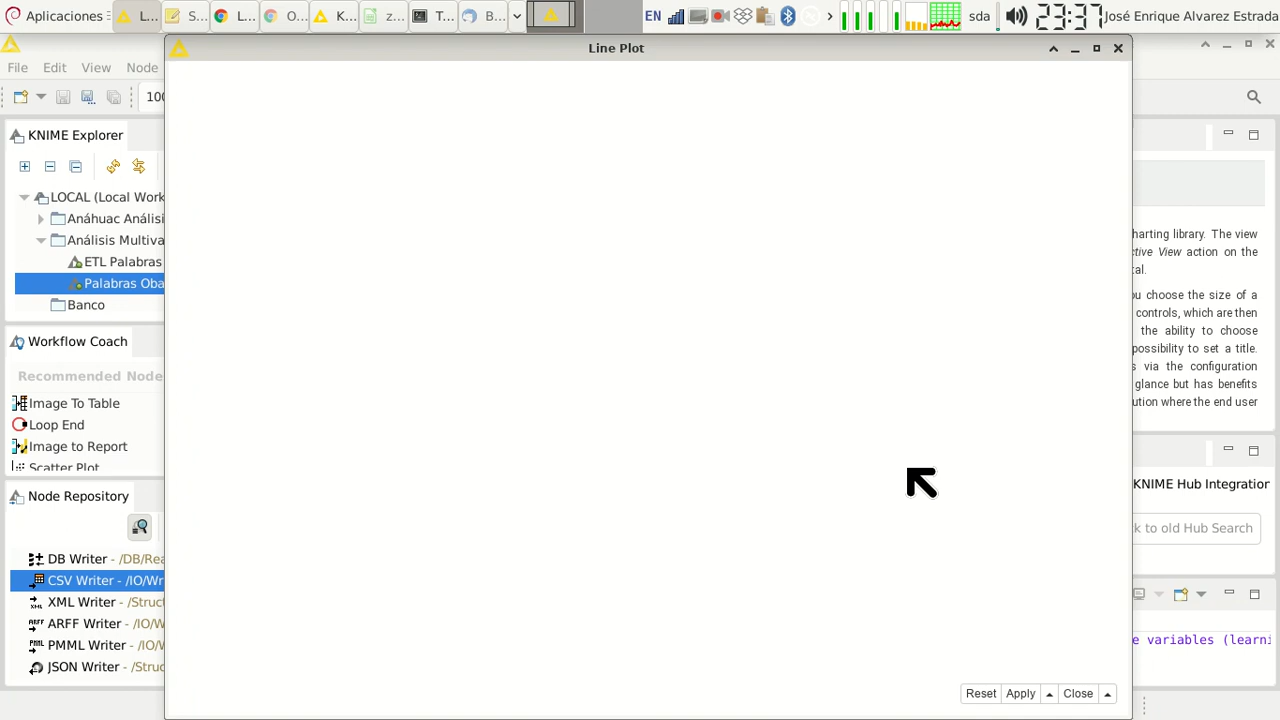 Aplicaciones L... S... L... O... K... z... T... B... EN sda 23:37 José Enrique Alvarez Estrada
Line Plot
File Edit View Node
100
KNIME Explorer
LOCAL (Local Work
Anáhuac Análisi
Análisis Multiva
ETL Palabras
Palabras Oba
Banco
Workflow Coach
Recommended Node
Image To Table
Loop End
Image to Report
Scatter Plot
Node Repository
DB Writer - /DB/Rea
CSV Writer - /IO/Wr
XML Writer - /Struct
ARFF Writer - /IO/W
PMML Writer - /IO/W
JSON Writer - /Struc
harting library. The view
ctive View action on the
tal.
ou choose the size of a
controls, which are then
the ability to choose
possibility to set a title.
s via the configuration
glance but has benefits
ution where the end user
KNIME Hub Integration
k to old Hub Search
e variables (learni
Reset Apply Close